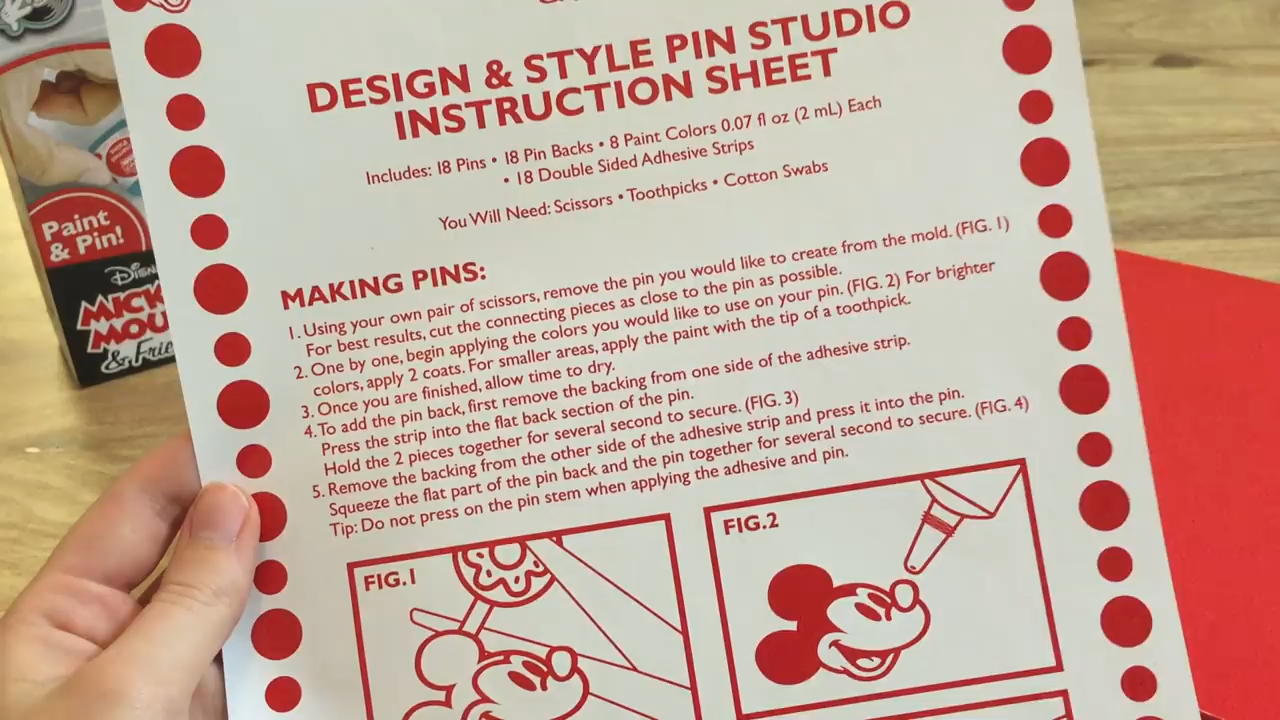 DESIGN & STYLE PIN STUDIO
INSTRUCTION SHEET
Includes: 18 Pins • 18 Pin Backs • 8 Paint Colors 0.07 fl oz (2 mL) Each
• 18 Double Sided Adhesive Strips
You Will Need: Scissors • Toothpicks • Cotton Swabs
MAKING PINS:
1. Using your own pair of scissors, remove the pin you would like to create from the mold. (FIG. 1)
For best results, cut the connecting pieces as close to the pin as possible.
2. One by one, begin applying the colors you would like to use on your pin. (FIG. 2) For brighter
colors, apply 2 coats. For smaller areas, apply the paint with the tip of a toothpick.
3. Once you are finished, allow time to dry.
4. To add the pin back, first remove the backing from one side of the adhesive strip.
Press the strip into the flat back section of the pin.
Hold the 2 pieces together for several second to secure. (FIG. 3)
5. Remove the backing from the other side of the adhesive strip and press it into the pin.
Squeeze the flat part of the pin back and the pin together for several second to secure. (FIG. 4)
Tip: Do not press on the pin stem when applying the adhesive and pin.
FIG.1
FIG.2
Paint
& Pin!
DISN
MICK
MOU
& Frie